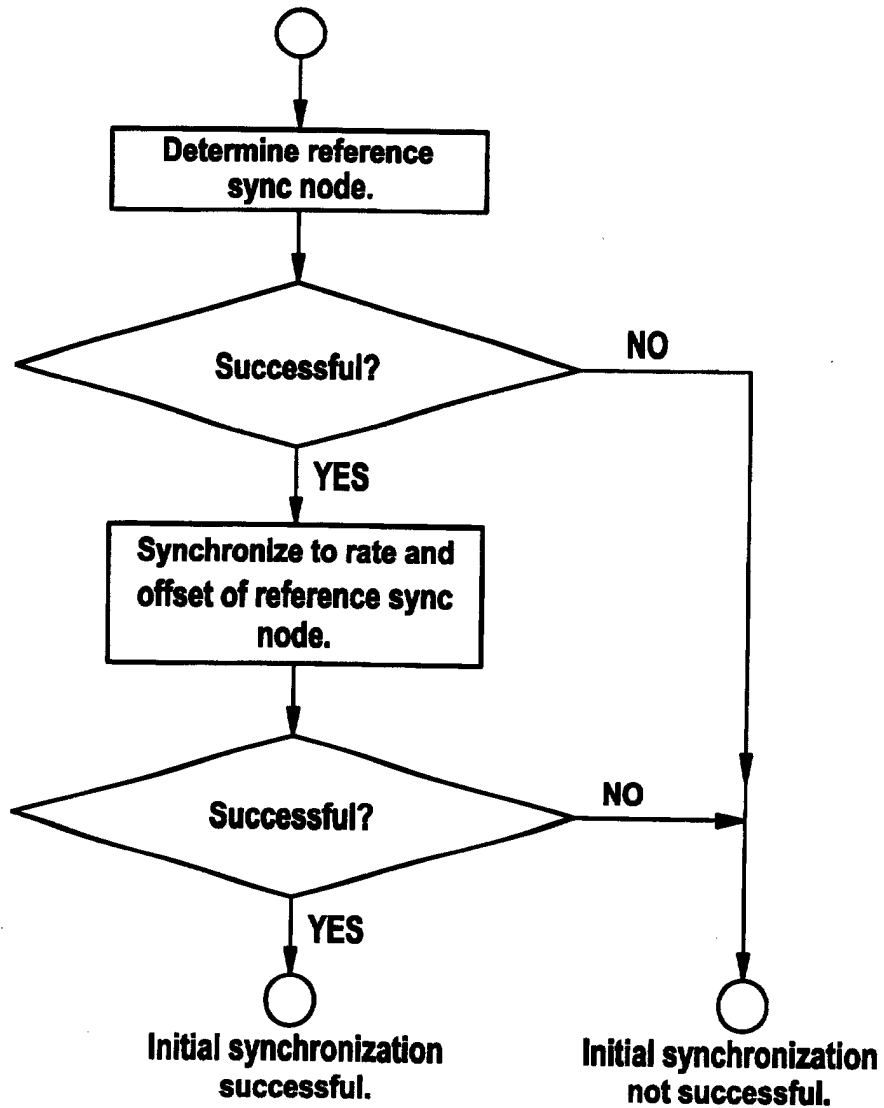 Determine reference
sync node.
Successful?
NO
YES
Synchronize to rate and
offset of reference sync
node.
Successful?
NO
YES
Initial synchronization
successful.
Initial synchronization
not successful.